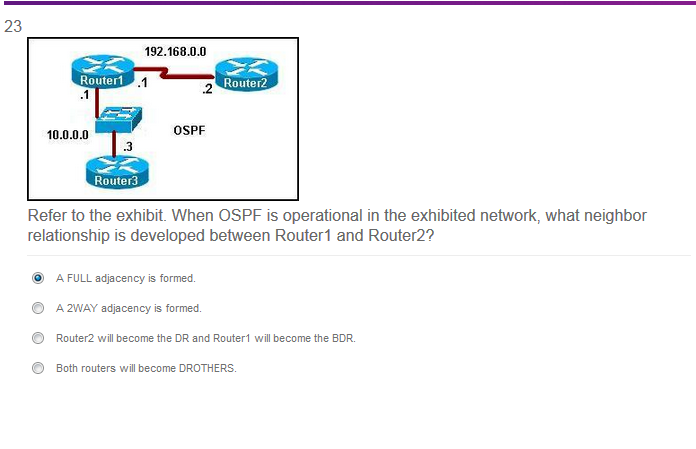 23
192.168.0.0
Router1
.1
.2
Router2
.1
10.0.0.0
OSPF
.3
Router3
Refer to the exhibit. When OSPF is operational in the exhibited network, what neighbor
relationship is developed between Router1 and Router2?
A FULL adjacency is formed.
A 2WAY adjacency is formed.
Router2 will become the DR and Router1 will become the BDR.
Both routers will become DROTHERS.